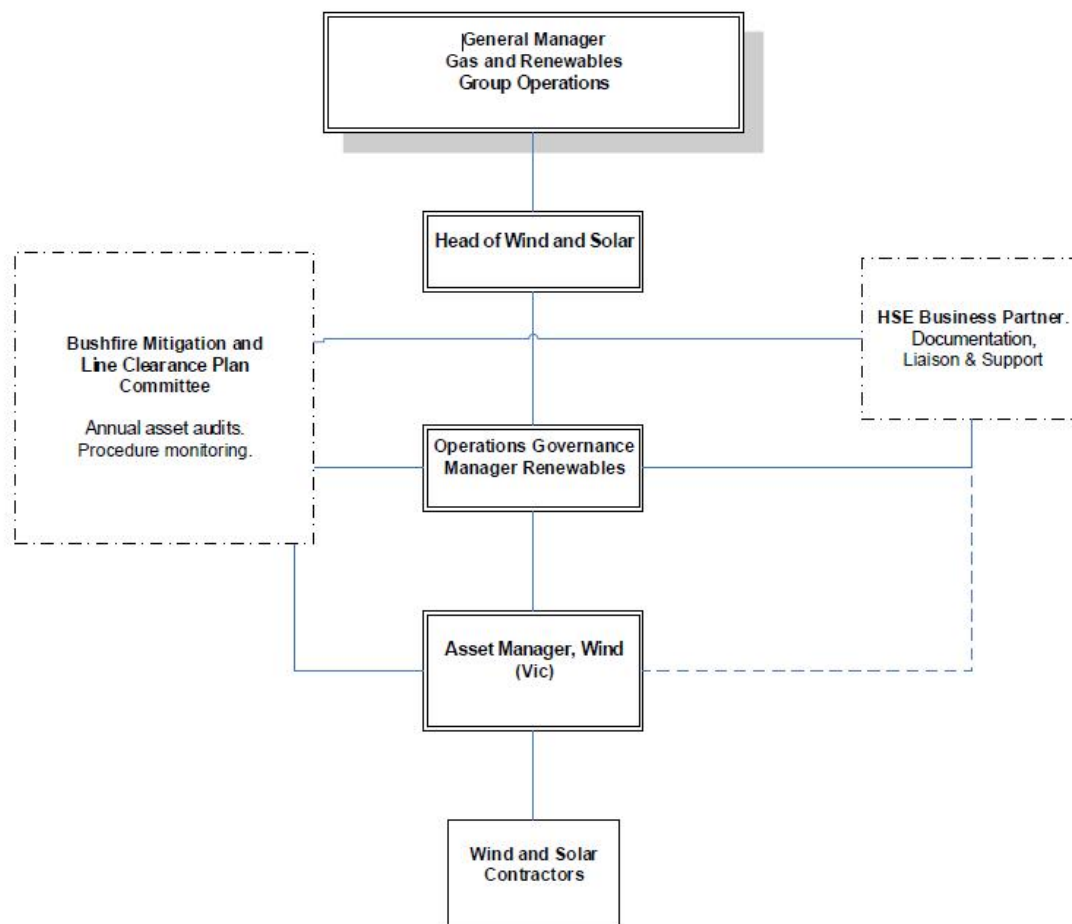 General Manager
Gas and Renewables
Group Operations
Head of Wind and Solar
Bushfire Mitigation and
Line Clearance Plan
Committee
Annual asset audits.
Procedure monitoring.
HSE Business Partner.
Documentation,
Liaison & Support
Operations Governance
Manager Renewables
Asset Manager, Wind
(Vic)
Wind and Solar
Contractors